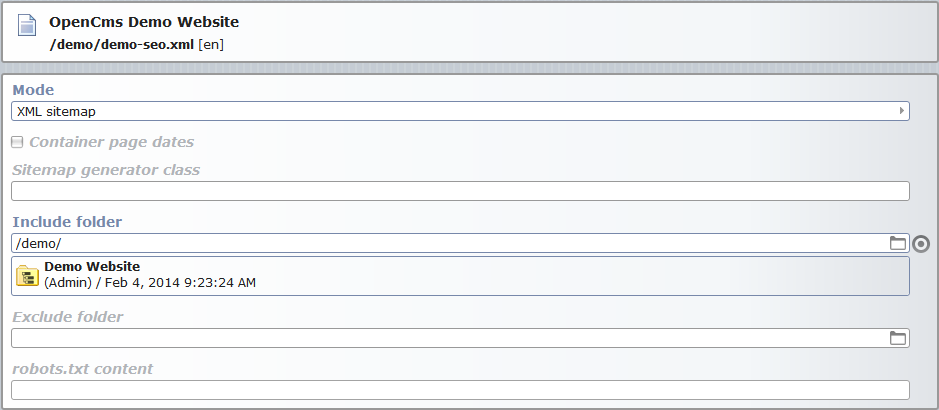 OpenCms Demo Website
/demo/demo-seo.xml [en]
Mode
XML sitemap
Container page dates
Sitemap generator class
Include folder
/demo/
Demo Website
(Admin) / Feb 4, 2014 9:23:24 AM
Exclude folder
robots.txt content